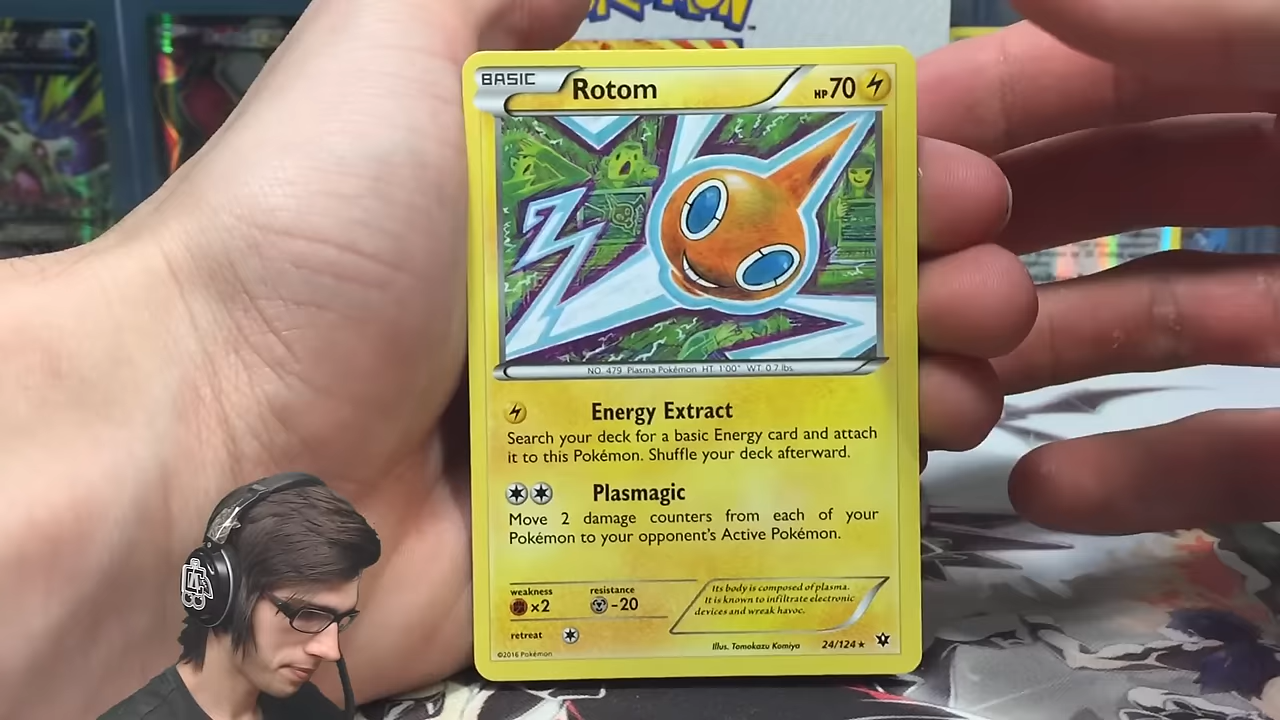 POKÉMON
BASIC
Rotom
HP 70
NO. 479 Plasma Pokémon HT. 1'00" WT. 0.7 lbs.
Energy Extract
Search your deck for a basic Energy card and attach
it to this Pokémon. Shuffle your deck afterward.
Plasmagic
Move 2 damage counters from each of your
Pokémon to your opponent's Active Pokémon.
weakness
×2
resistance
-20
retreat
Its body is composed of plasma.
It is known to infiltrate electronic
devices and wreak havoc.
Illus. Tomokazu Komiya
24/124
©2016 Pokémon